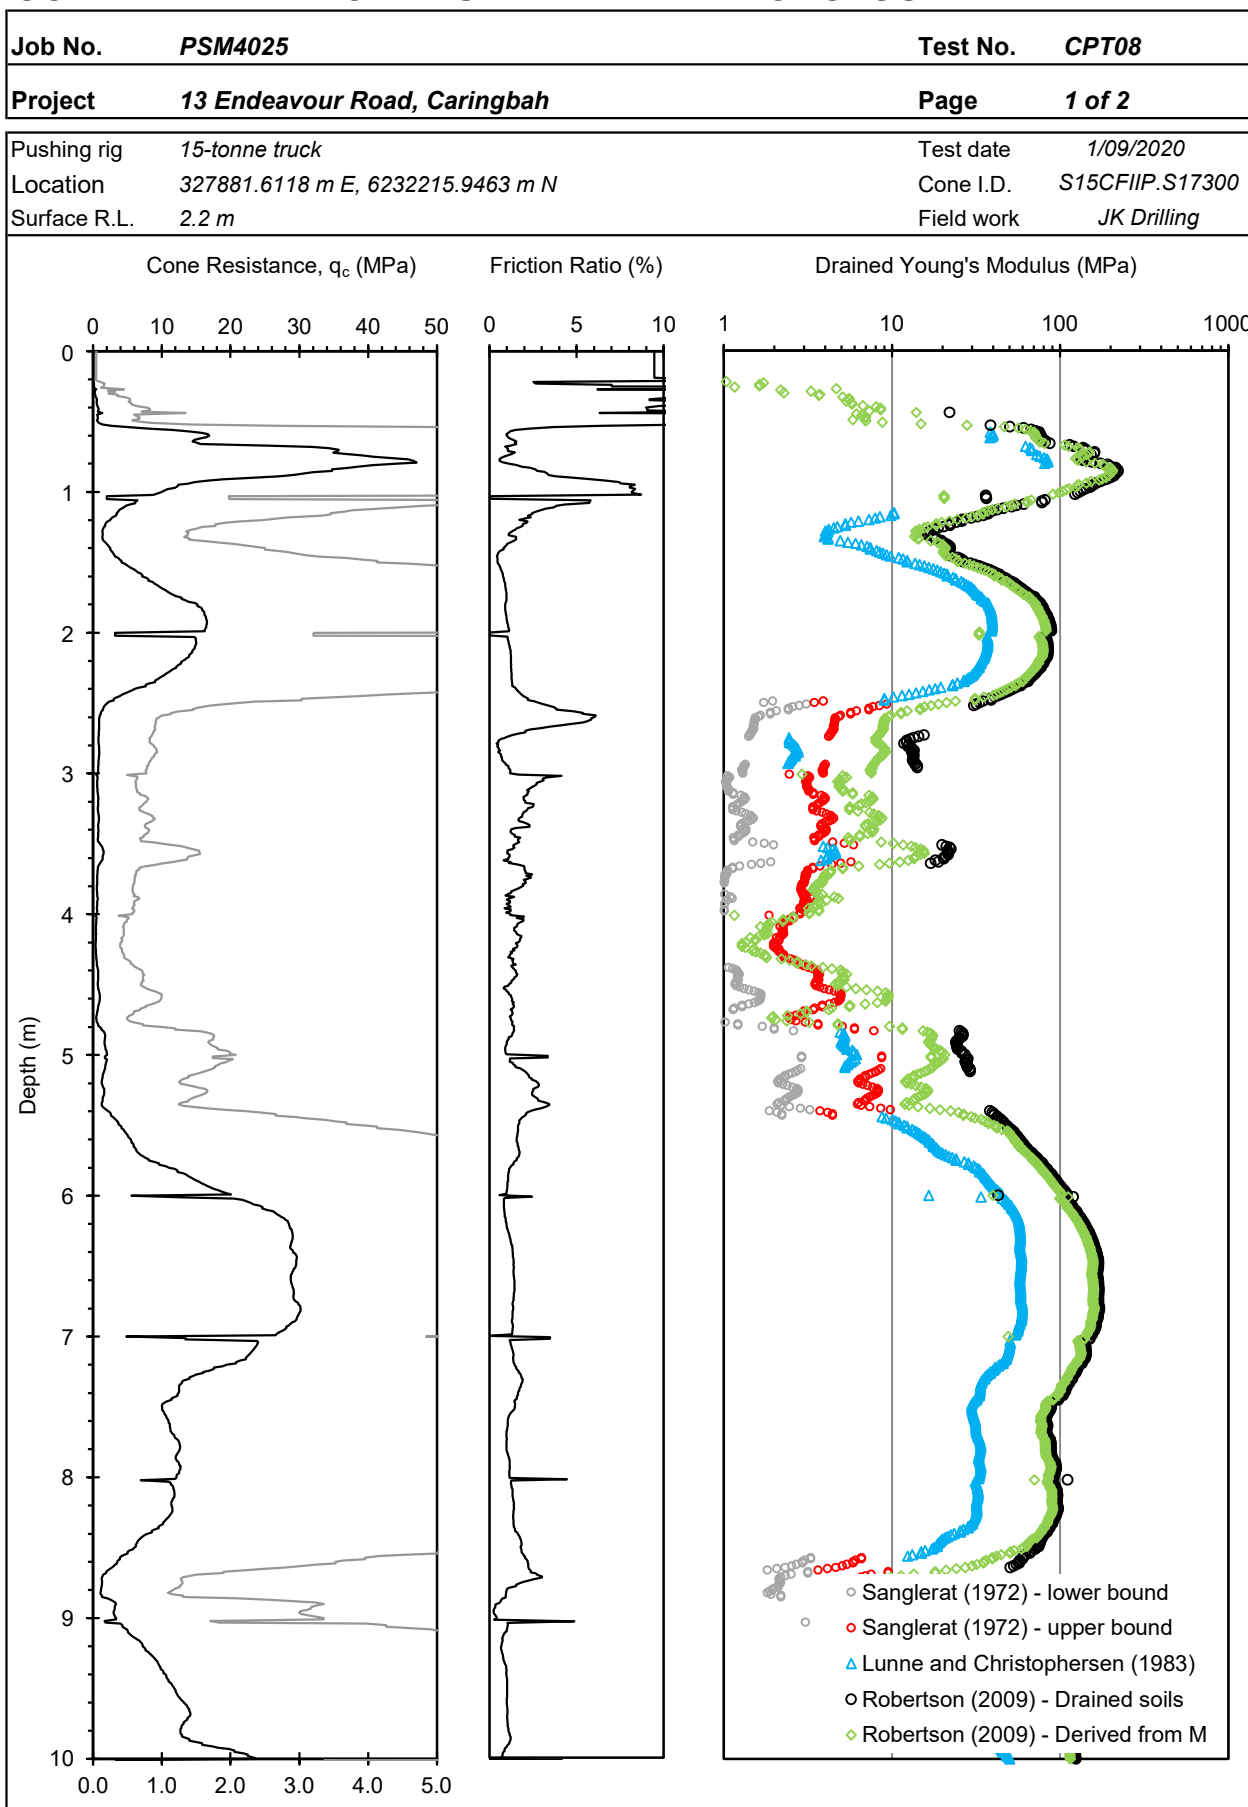 Job No. PSM4025 Test No. CPT08
Project 13 Endeavour Road, Caringbah Page 1 of 2
Pushing rig 15-tonne truck Test date 1/09/2020
Location 327881.6118 m E, 6232215.9463 m N Cone I.D. S15CFIIP.S17300
Surface R.L. 2.2 m Field work JK Drilling
Cone Resistance, qc (MPa) Friction Ratio (%) Drained Young's Modulus (MPa)
0 10 20 30 40 50 0 5 10 1 10 100 1000
0
1
2
3
4
5
6
7
8
9
10
Depth (m)
Sanglerat (1972) - lower bound
Sanglerat (1972) - upper bound
Lunne and Christophersen (1983)
Robertson (2009) - Drained soils
Robertson (2009) - Derived from M
0.0 1.0 2.0 3.0 4.0 5.0